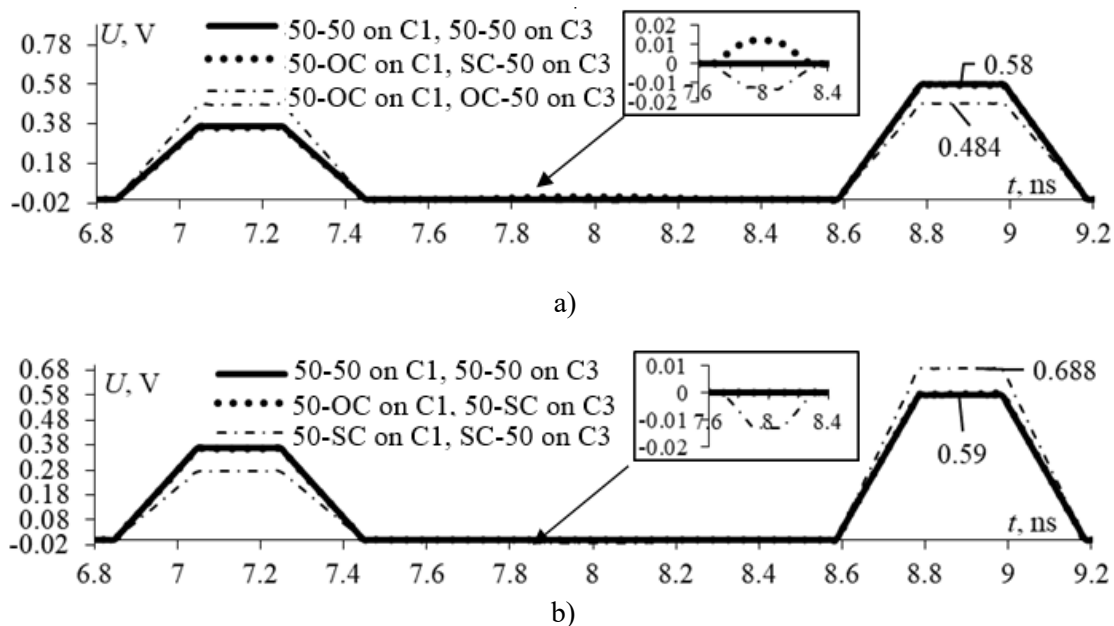 U, V
50-50 on C1, 50-50 on C3
50-OC on C1, SC-50 on C3
50-OC on C1, OC-50 on C3
0.78
0.58
0.38
0.18
-0.02
0.02
0.01
0
-0.01
-0.02
7.6
8
8.4
0.58
0.484
t, ns
6.8 7 7.2 7.4 7.6 7.8 8 8.2 8.4 8.6 8.8 9 9.2
a)
U, V
50-50 on C1, 50-50 on C3
50-OC on C1, 50-SC on C3
50-SC on C1, SC-50 on C3
0.68
0.58
0.48
0.38
0.28
0.18
0.08
-0.02
0.01
0
-0.01
-0.02
7.6
8
8.4
0.688
0.59
t, ns
6.8 7 7.2 7.4 7.6 7.8 8 8.2 8.4 8.6 8.8 9 9.2
b)